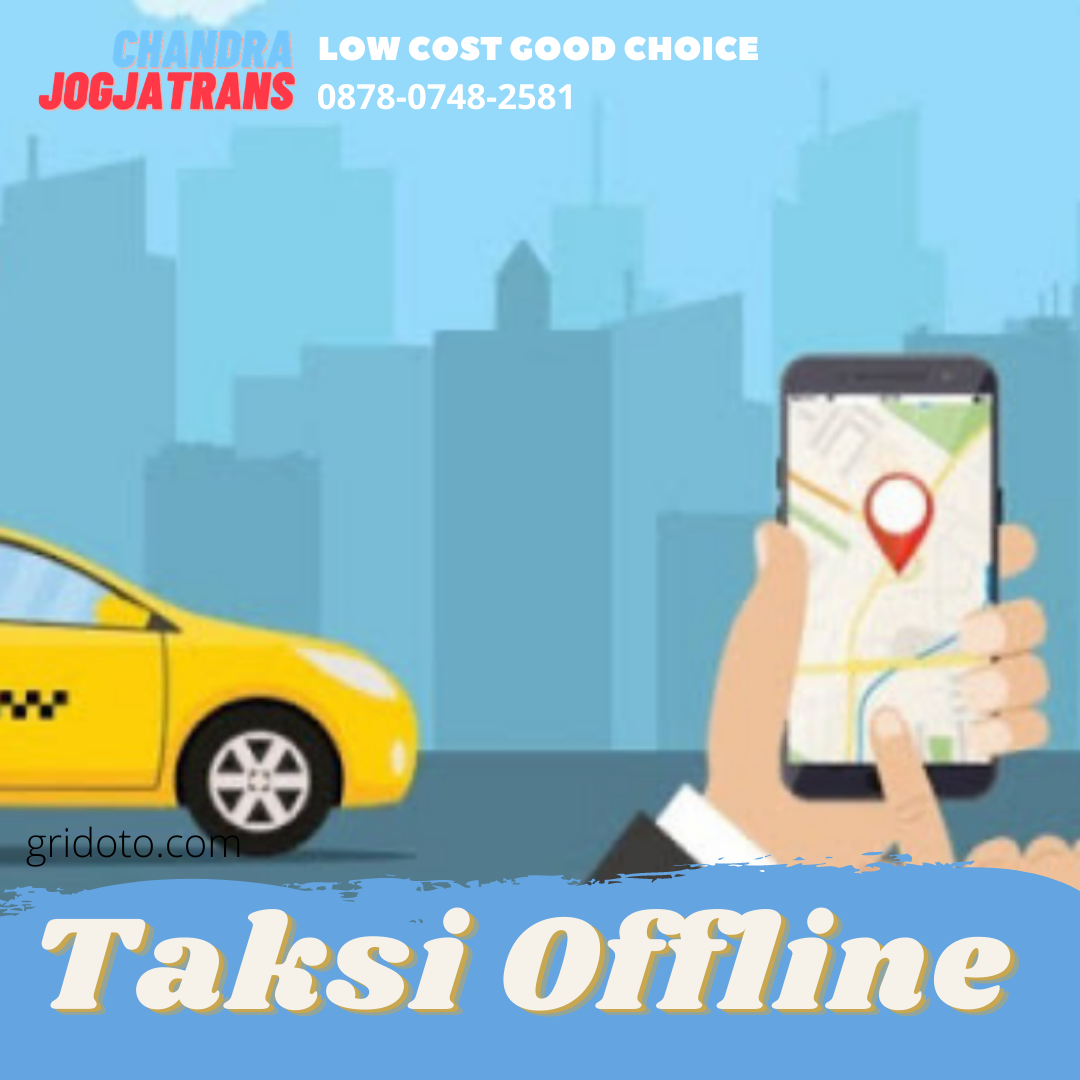 CHANDRA
JOGJATRANS
LOW COST GOOD CHOICE
0878-0748-2581
gridoto.com
Taksi Offline